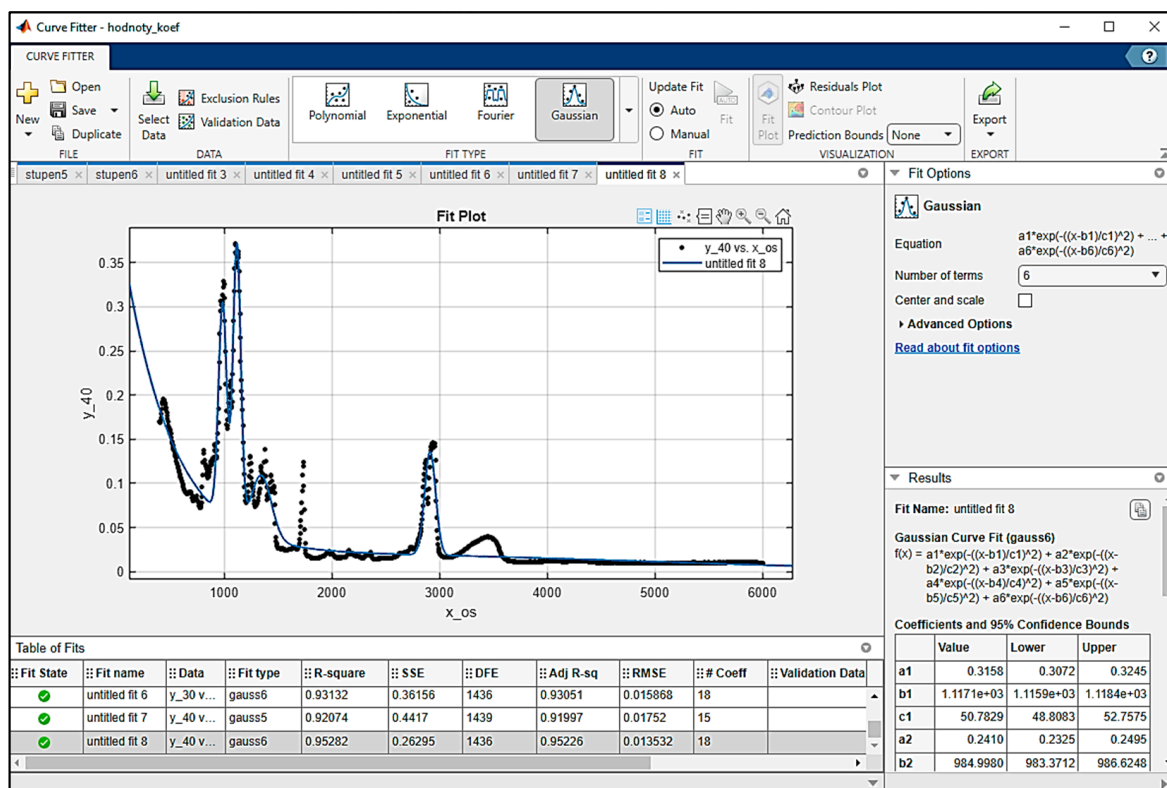 Curve Fitter - hodnoty_koef
CURVE FITTER
New
Open
Save
Duplicate
FILE
Select Data
Exclusion Rules
Validation Data
DATA
Polynomial
Exponential
Fourier
Gaussian
FIT TYPE
Update Fit
Auto
Manual
AUTO
Fit
FIT
Fit Plot
Residuals Plot
Contour Plot
Prediction Bounds None
VISUALIZATION
Export
EXPORT
stupen5 × stupen6 × untitled fit 3 × untitled fit 4 × untitled fit 5 × untitled fit 6 × untitled fit 7 × untitled fit 8 ×
Fit Plot
y_40 vs. x_os
untitled fit 8
0.35
0.3
0.25
0.2
0.15
0.1
0.05
0
y_40
1000 2000 3000 4000 5000 6000
x_os
Fit Options
Gaussian
Equation
a1*exp(-((x-b1)/c1)^2) + ... +
a6*exp(-((x-b6)/c6)^2)
Number of terms 6
Center and scale
Advanced Options
Read about fit options
Results
Fit Name: untitled fit 8
Gaussian Curve Fit (gauss6)
f(x) = a1*exp(-((x-b1)/c1)^2) + a2*exp(-((x-
b2)/c2)^2) + a3*exp(-((x-b3)/c3)^2) +
a4*exp(-((x-b4)/c4)^2) + a5*exp(-((x-
b5)/c5)^2) + a6*exp(-((x-b6)/c6)^2)
Coefficients and 95% Confidence Bounds
Value Lower Upper
a1 0.3158 0.3072 0.3245
b1 1.1171e+03 1.1159e+03 1.1184e+03
c1 50.7829 48.8083 52.7575
a2 0.2410 0.2325 0.2495
b2 984.9980 983.3712 986.6248
Table of Fits
Fit State Fit name Data Fit type R-square SSE DFE Adj R-sq RMSE # Coeff Validation Data
untitled fit 6 y_30 v... gauss6 0.93132 0.36156 1436 0.93051 0.015868 18
untitled fit 7 y_40 v... gauss5 0.92074 0.4417 1439 0.91997 0.01752 15
untitled fit 8 y_40 v... gauss6 0.95282 0.26295 1436 0.95226 0.013532 18